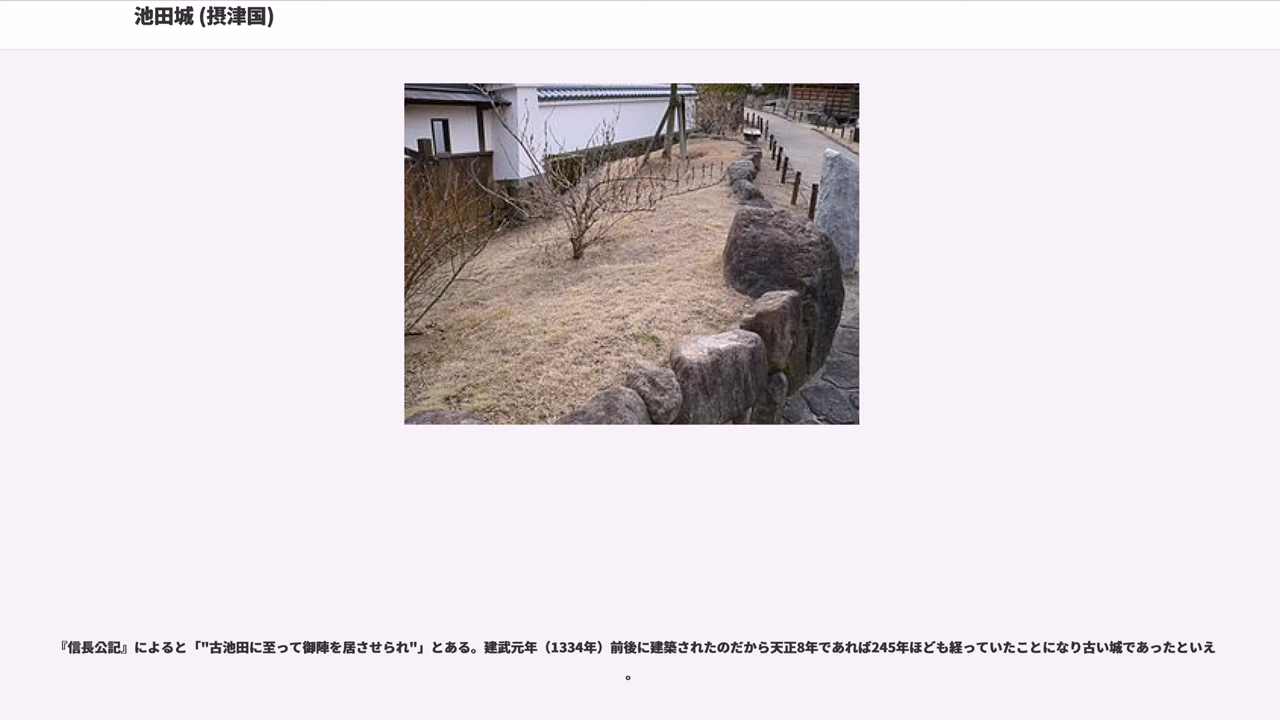 池田城 (摂津国)
『信長公記』によると「"古池田に至って御陣を居させられ"」とある。建武元年（1334年）前後に建築されたのだから天正8年であれば245年ほども経っていたことになり古い城であったといえ
。